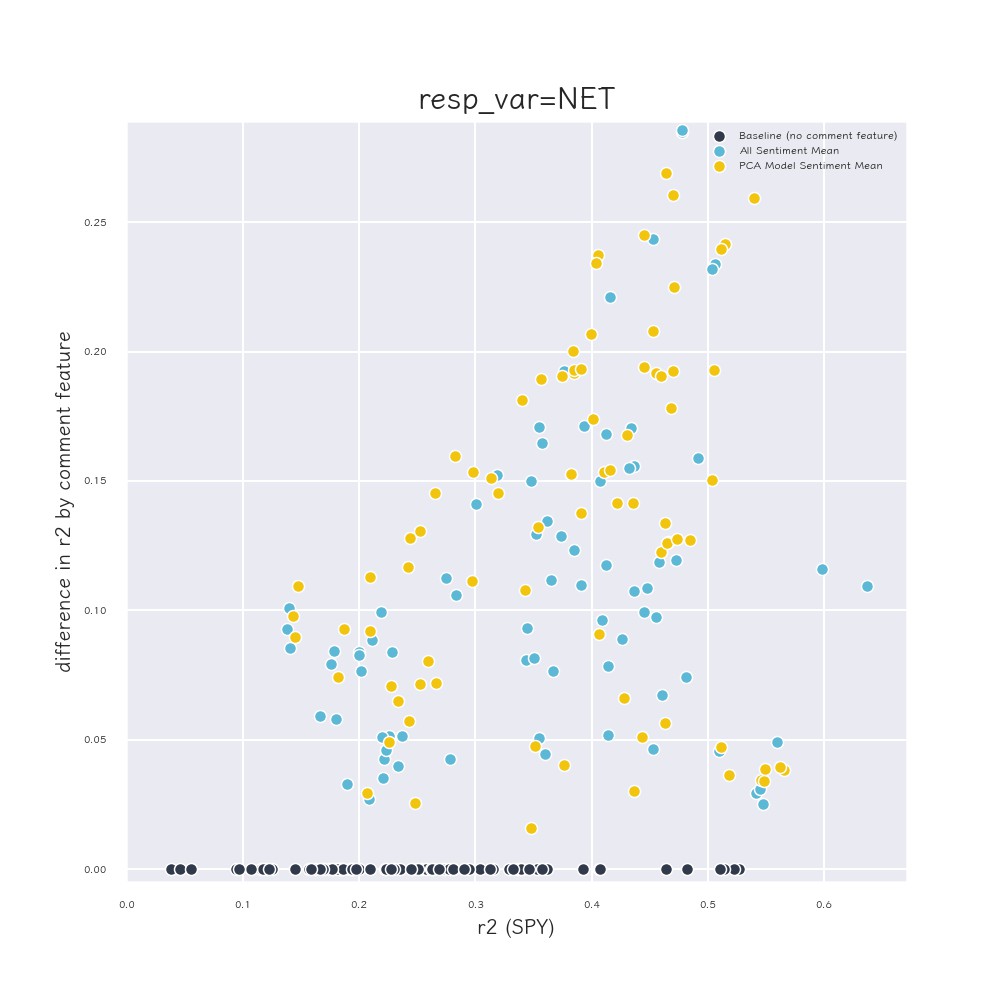 resp_var=NET
Baseline (no comment feature)
All Sentiment Mean
PCA Model Sentiment Mean
difference in r2 by comment feature
0.25
0.20
0.15
0.10
0.05
0.00
0.0 0.1 0.2 0.3 0.4 0.5 0.6
r2 (SPY)